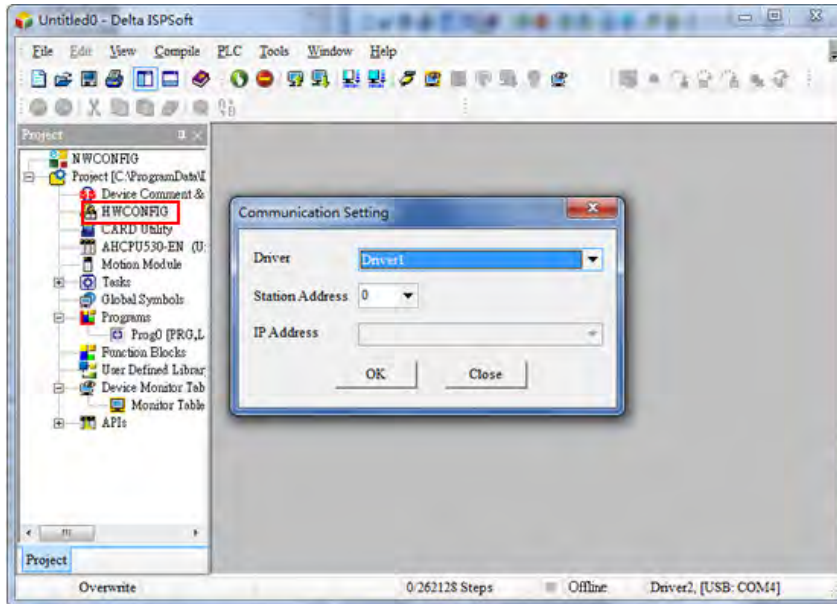 Untitled0 - Delta ISPSoft
File Edit View Compile PLC Tools Window Help
Project
NWCONFIG
Project [C:\ProgramData\D
Device Comment &
HWCONFIG
CARD Utility
AHCPU530-EN (U:
Motion Module
Tasks
Global Symbols
Programs
Prog0 [PRG,L
Function Blocks
User Defined Librar
Device Monitor Tab
Monitor Table
APIs
Project
Communication Setting
Driver Driver1
Station Address 0
IP Address
OK Close
Overwrite 0/262128 Steps Offline Driver2, [USB: COM4]